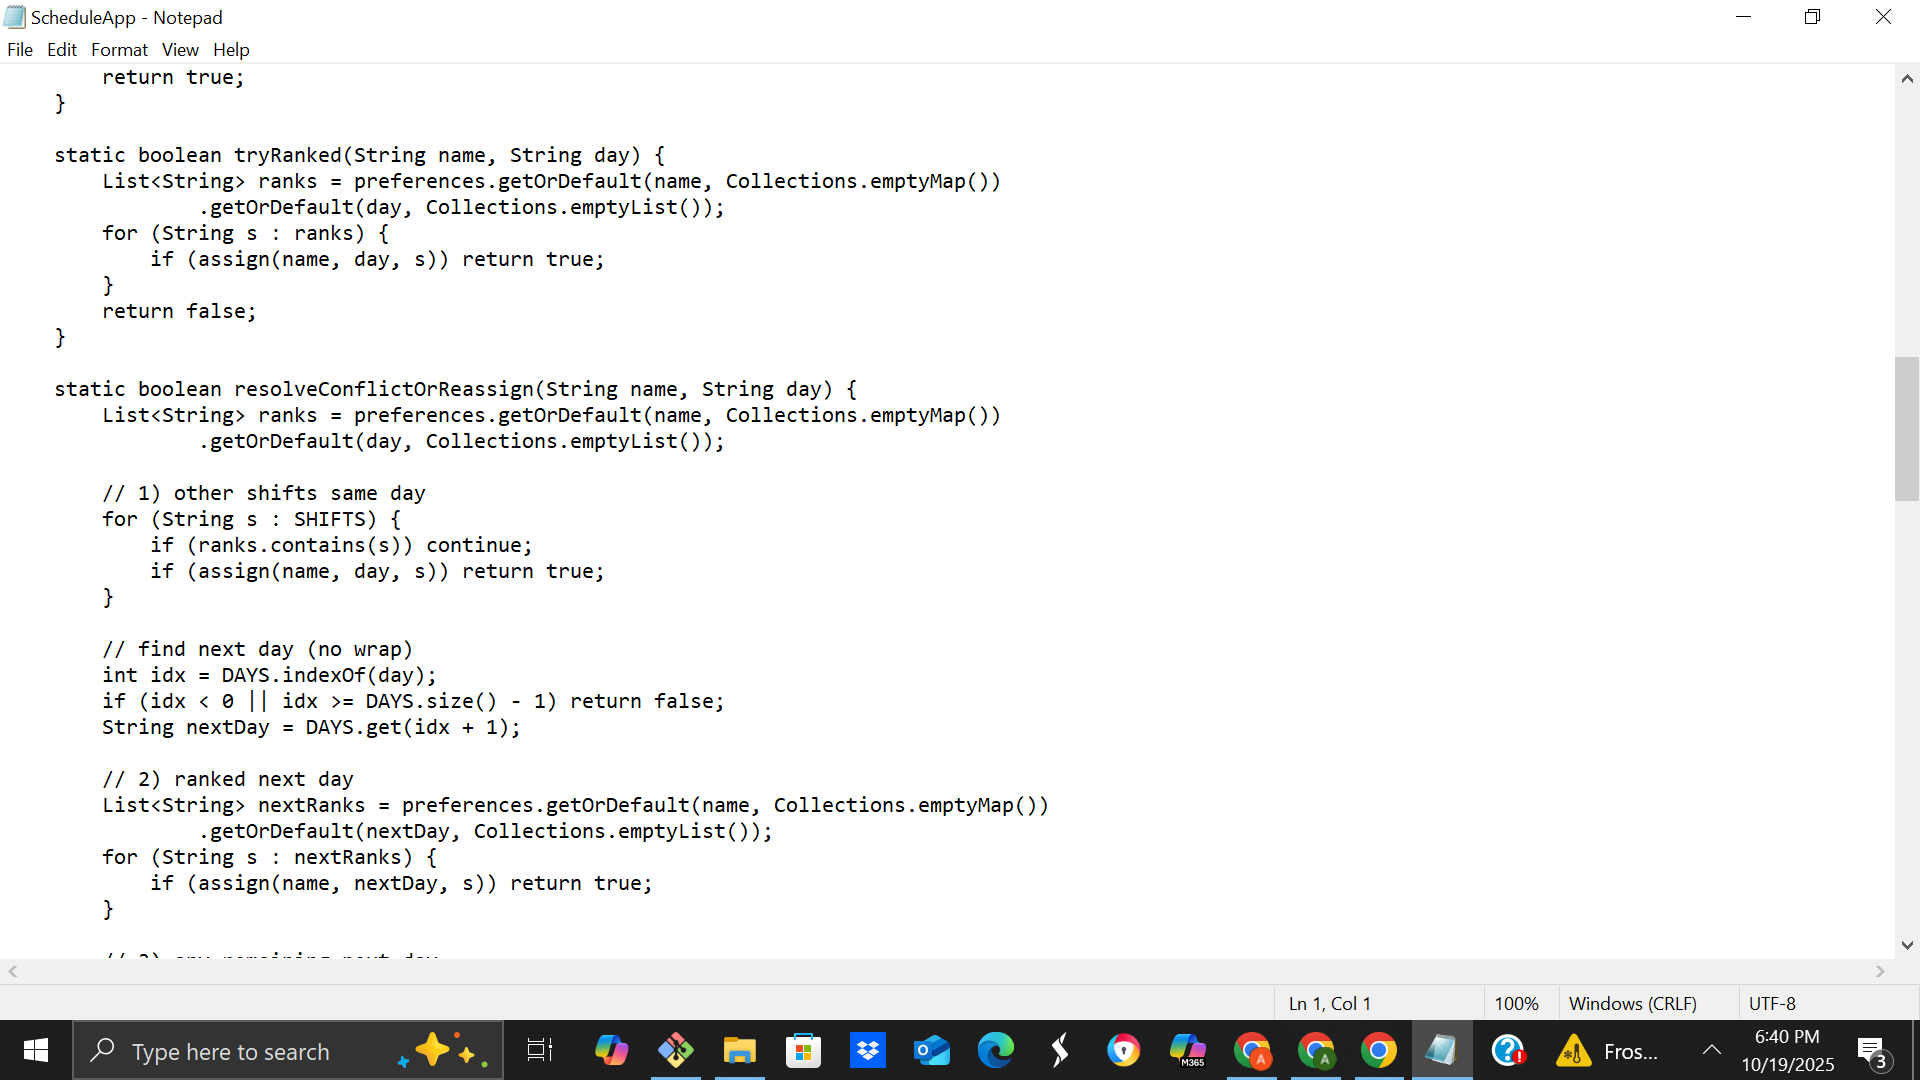 ScheduleApp - Notepad
File Edit Format View Help
        return true;
    }

    static boolean tryRanked(String name, String day) {
        List<String> ranks = preferences.getOrDefault(name, Collections.emptyMap())
                .getOrDefault(day, Collections.emptyList());
        for (String s : ranks) {
            if (assign(name, day, s)) return true;
        }
        return false;
    }

    static boolean resolveConflictOrReassign(String name, String day) {
        List<String> ranks = preferences.getOrDefault(name, Collections.emptyMap())
                .getOrDefault(day, Collections.emptyList());

        // 1) other shifts same day
        for (String s : SHIFTS) {
            if (ranks.contains(s)) continue;
            if (assign(name, day, s)) return true;
        }

        // find next day (no wrap)
        int idx = DAYS.indexOf(day);
        if (idx < 0 || idx >= DAYS.size() - 1) return false;
        String nextDay = DAYS.get(idx + 1);

        // 2) ranked next day
        List<String> nextRanks = preferences.getOrDefault(name, Collections.emptyMap())
                .getOrDefault(nextDay, Collections.emptyList());
        for (String s : nextRanks) {
            if (assign(name, nextDay, s)) return true;
        }

        // 3) any remaining next day
Ln 1, Col 1 100% Windows (CRLF) UTF-8
Type here to search
M365
A
A
Fros...
6:40 PM
10/19/2025
3